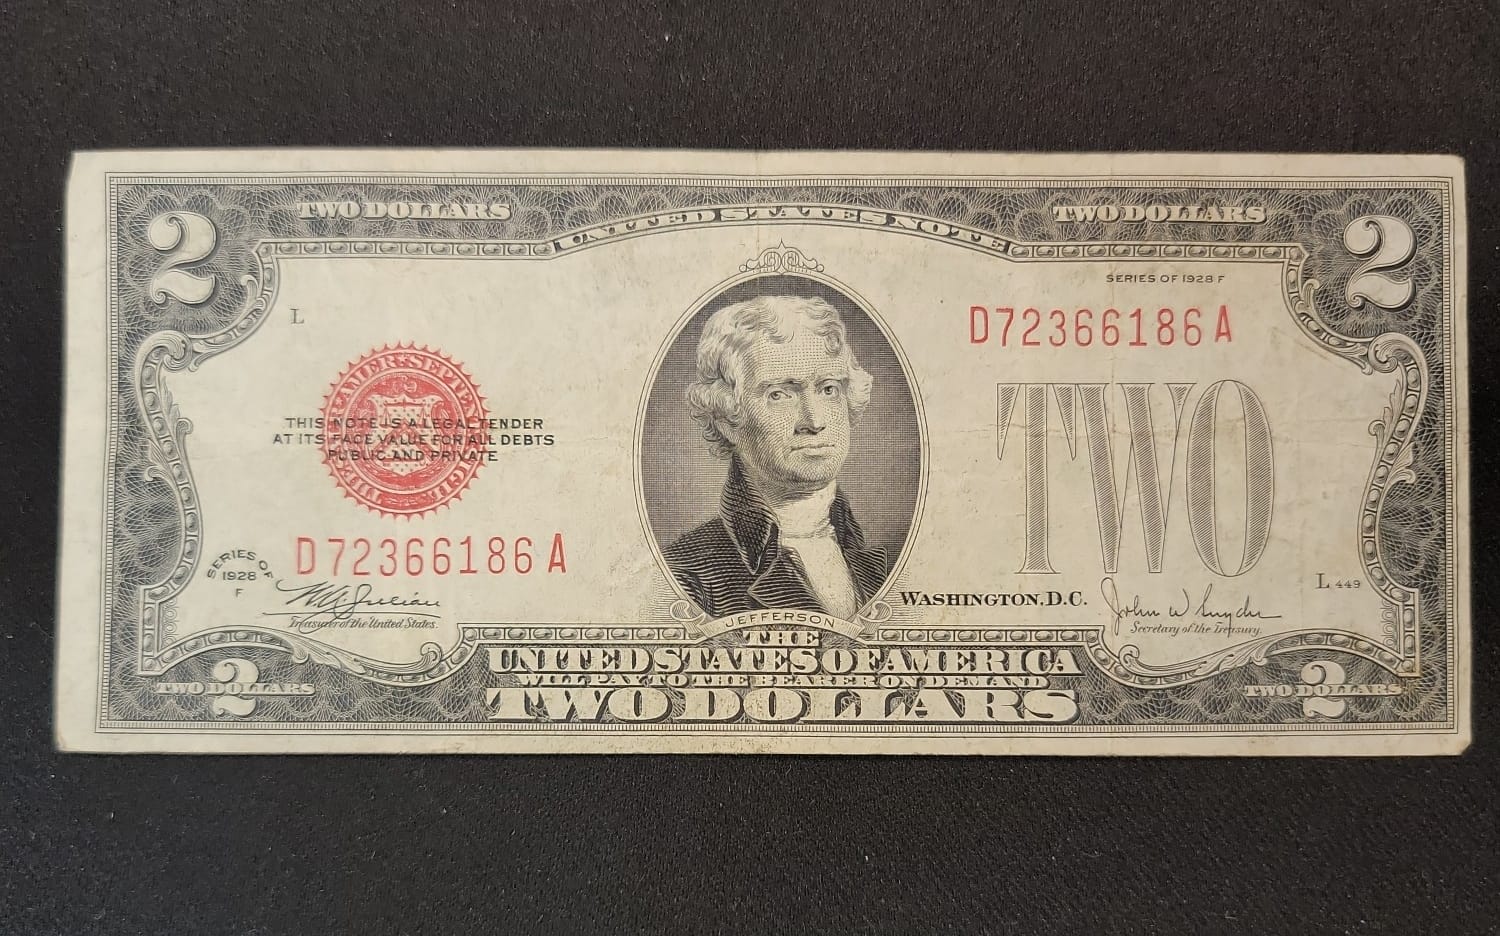 2 TWO DOLLARS UNITED STATES NOTE TWO DOLLARS 2
SERIES OF 1928 F
L
D72366186A
THIS NOTE IS A LEGAL TENDER
AT ITS FACE VALUE FOR ALL DEBTS
PUBLIC AND PRIVATE
TWO
D72366186A
SERIES OF
1928
F
Treasurer of the United States.
JEFFERSON
WASHINGTON, D.C.
L 449
John W Snyder
Secretary of the Treasury.
THE
UNITED STATES OF AMERICA
WILL PAY TO THE BEARER ON DEMAND
TWO DOLLARS
2
TWO DOLLARS
2
TWO DOLLARS